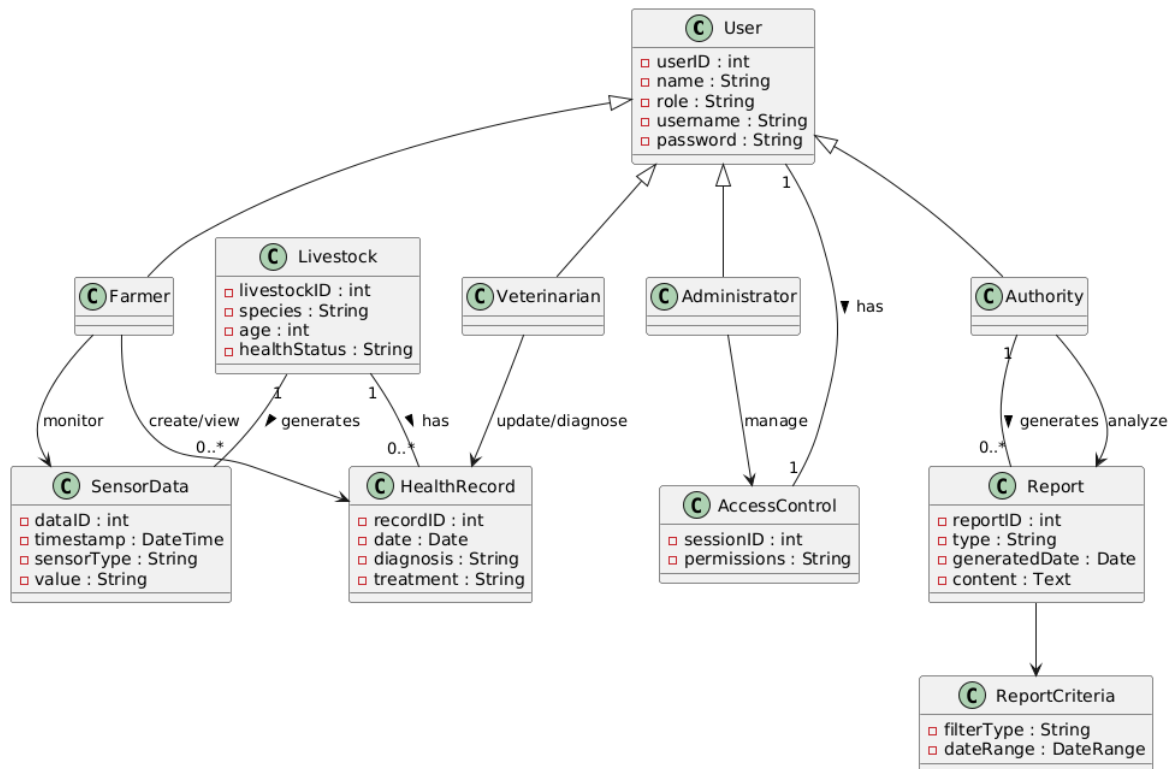 C User
userID : int
name : String
role : String
username : String
password : String
1
has
C Livestock
livestockID : int
species : String
age : int
healthStatus : String
C Farmer
C Veterinarian
C Administrator
C Authority
1
1
1
monitor
create/view
generates
has
update/diagnose
manage
generates
analyze
0..*
0..*
1
0..*
C SensorData
dataID : int
timestamp : DateTime
sensorType : String
value : String
C HealthRecord
recordID : int
date : Date
diagnosis : String
treatment : String
C AccessControl
sessionID : int
permissions : String
C Report
reportID : int
type : String
generatedDate : Date
content : Text
C ReportCriteria
filterType : String
dateRange : DateRange